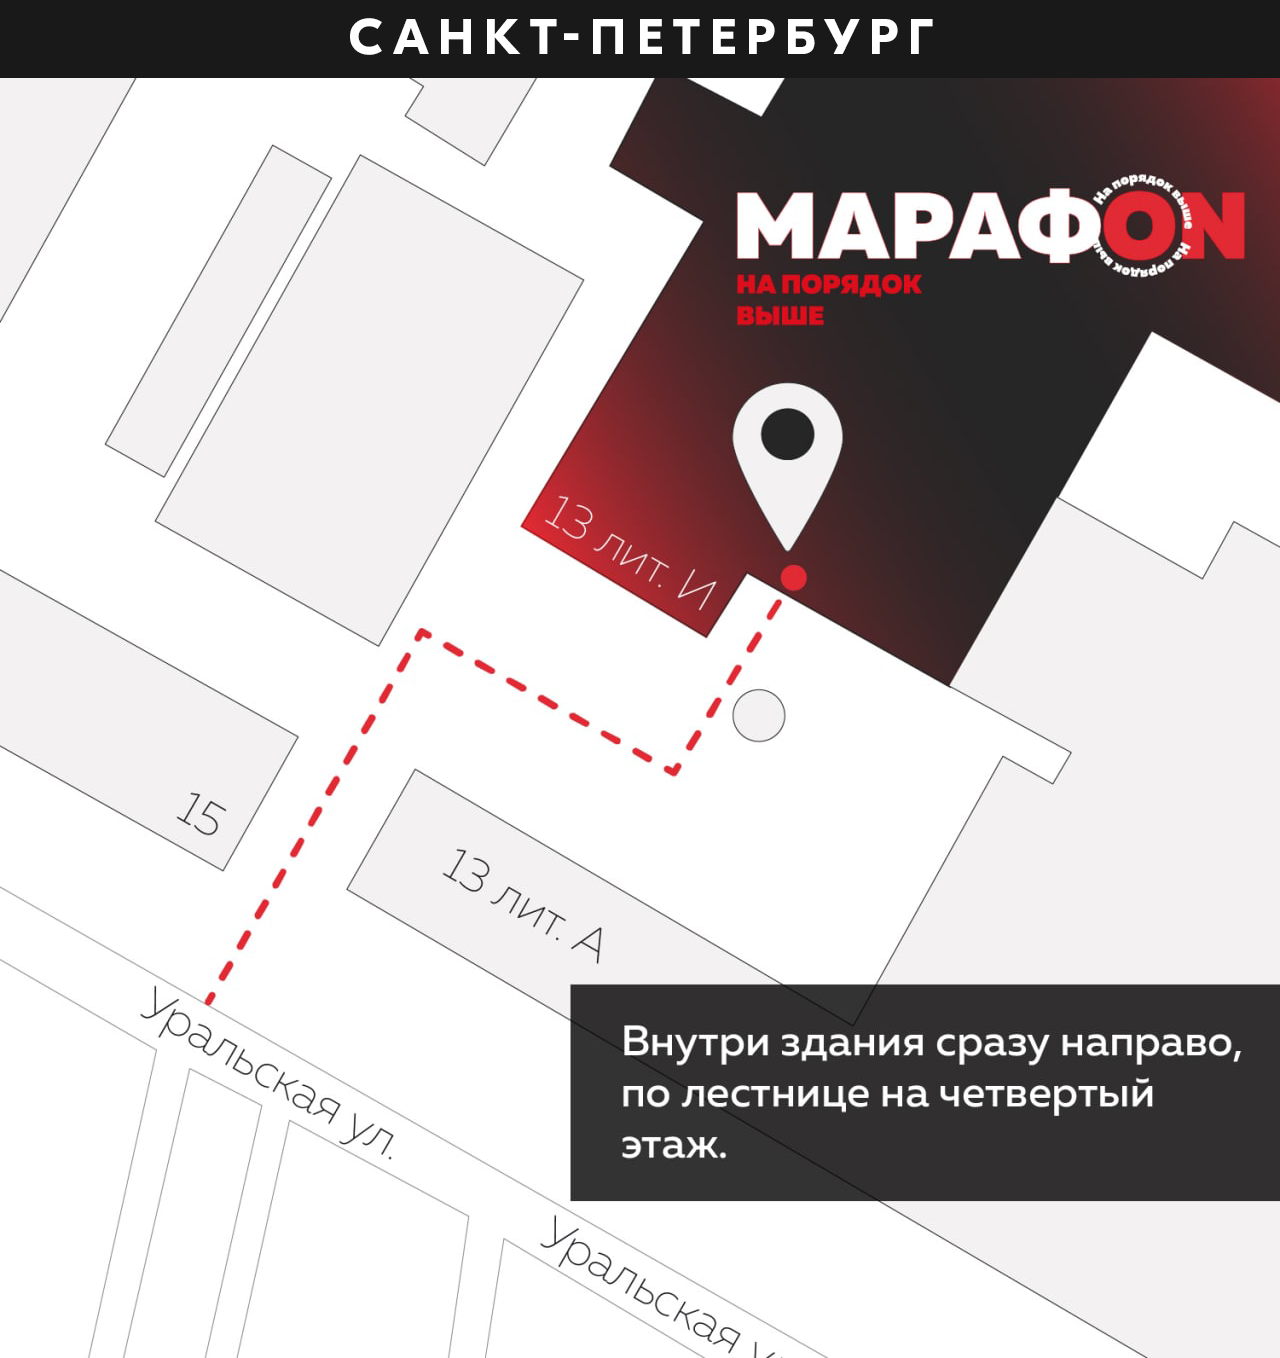 САНКТ-ПЕТЕРБУРГ
МАРАФON
На порядок выше На порядок выше
НА ПОРЯДОК
ВЫШЕ
13 лит. И
15
13 лит. А
Уральская ул.
Внутри здания сразу направо,
по лестнице на четвертый
этаж.
Уральская